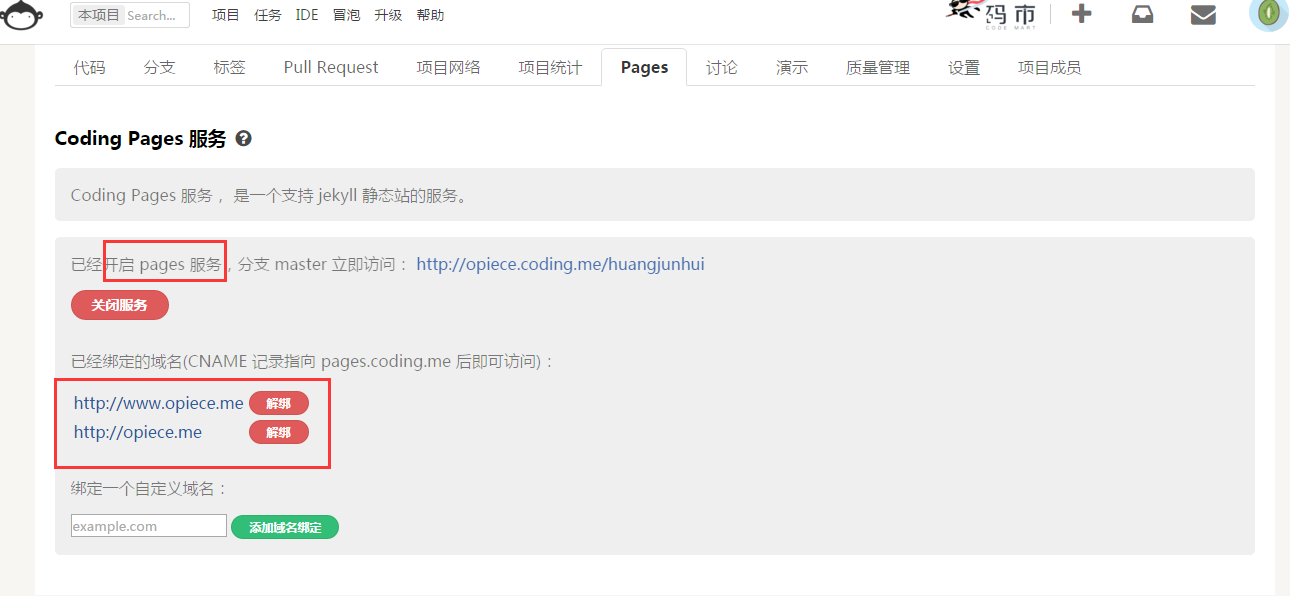 本项目 Search... 项目 任务 IDE 冒泡 升级 帮助 码市
CODE MART
代码 分支 标签 Pull Request 项目网络 项目统计 Pages 讨论 演示 质量管理 设置 项目成员
Coding Pages 服务 ?
Coding Pages 服务 ，是一个支持 jekyll 静态站的服务。
已经开启 pages 服务，分支 master 立即访问： http://opiece.coding.me/huangjunhui
关闭服务
已经绑定的域名(CNAME 记录指向 pages.coding.me 后即可访问)：
http://www.opiece.me 解绑
http://opiece.me 解绑
绑定一个自定义域名：
example.com 添加域名绑定